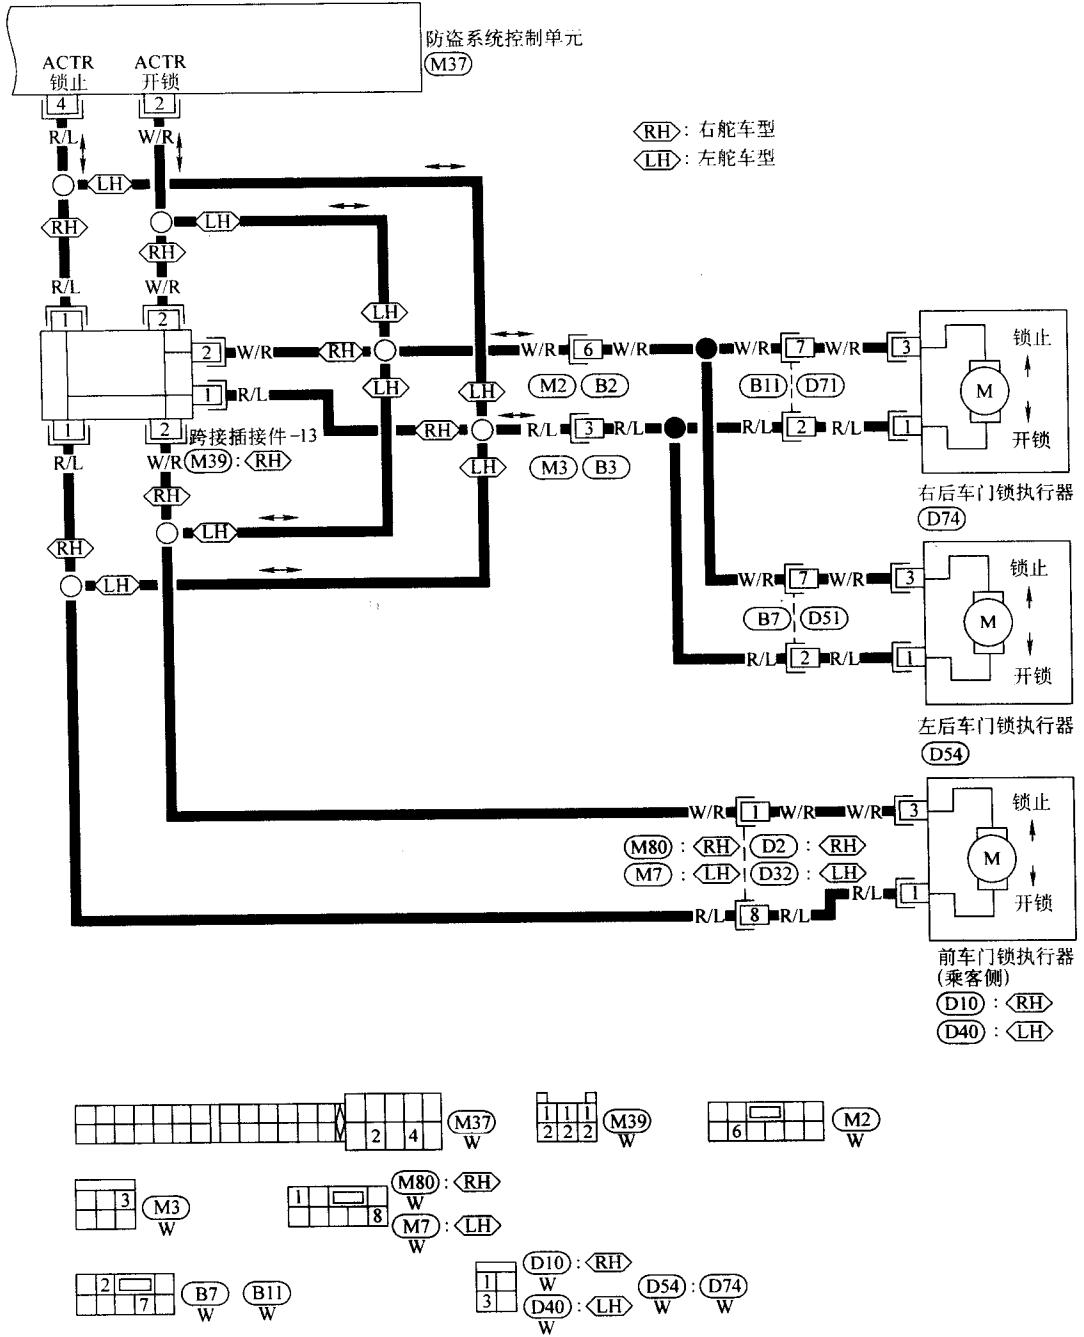 防盗系统控制单元
M37
ACTR ACTR
锁止 开锁
4 2
R/L W/R
RH : 右舵车型
LH : 左舵车型
LH
LH
RH RH
R/L W/R
1 2
LH
2 W/R RH W/R 6 W/R W/R 7 W/R 3
锁止
M
开锁
M2 B2 B11 D71
LH LH
1 R/L
RH R/L 3 R/L R/L 2 R/L 1
M3 B3
LH
1 2
跨接插接件-13
M39 : RH
R/L W/R
RH
LH
右后车门锁执行器
D74
RH
LH
W/R 7 W/R 3
锁止
M
开锁
B7 D51
R/L 2 R/L 1
左后车门锁执行器
D54
W/R 1 W/R W/R 3
锁止
M
开锁
M80 : RH D2 : RH
M7 : LH D32 : LH
R/L 8 R/L R/L 1
前车门锁执行器
(乘客侧)
D10 : RH
D40 : LH
2 4
M37
W
1 1 1
2 2 2
M39
W
6
M2
W
3
M3
W
1
8
M80 : RH
W
M7 : LH
W
2
7
B7 B11
W W
1
3
D10 : RH
W
D40 : LH
W
D54 : D74
W W